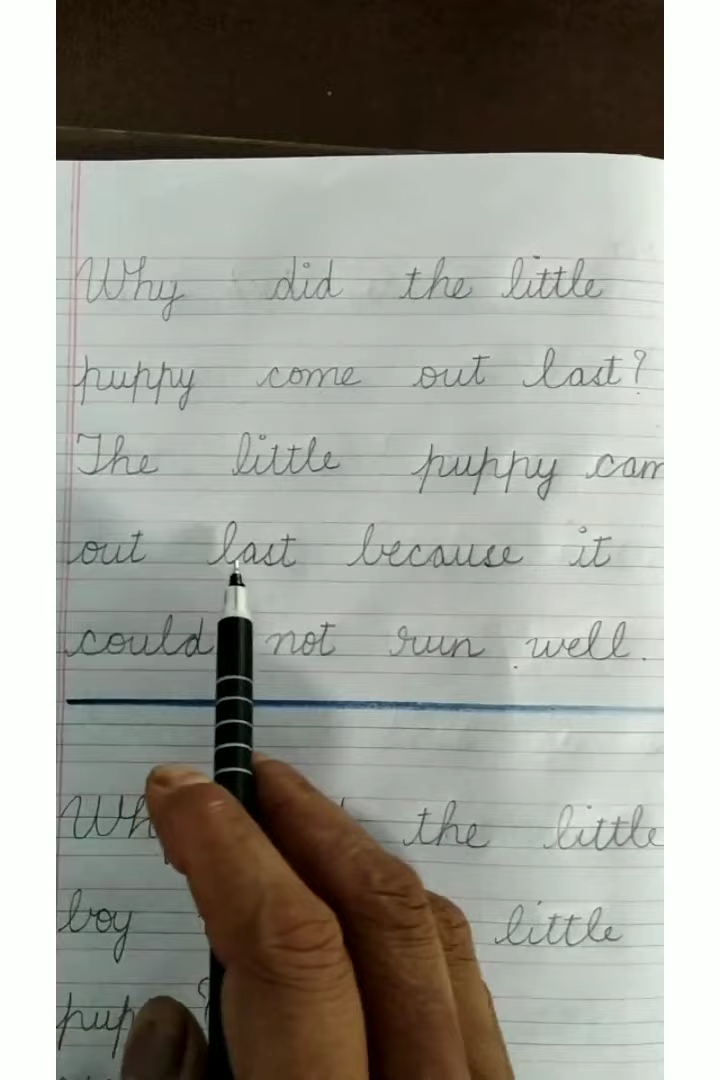 Why did the little
puppy come out last?
The little puppy cam
out last because it
could not run well.
the little
boy little